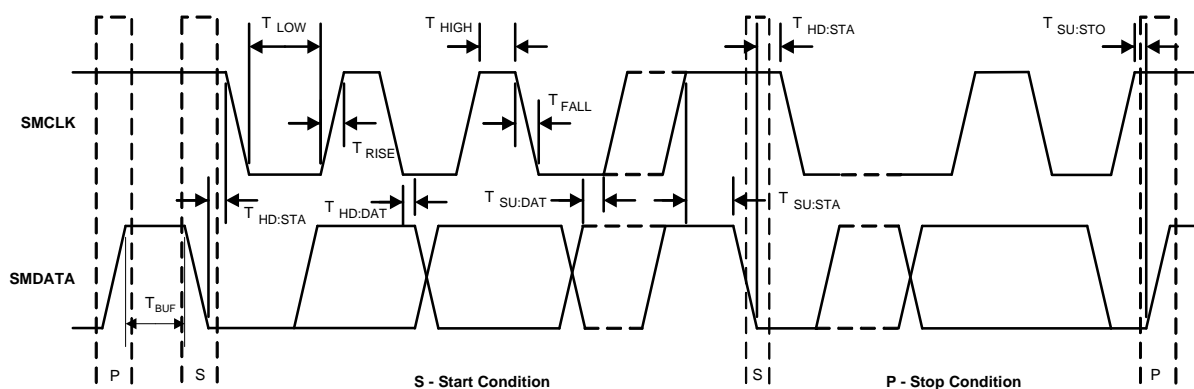 T LOW
T HIGH
T HD:STA
T SU:STO
SMCLK
T FALL
T RISE
T HD:STA
T HD:DAT
T SU:DAT
T SU:STA
SMDATA
T BUF
P
S
S - Start Condition
S
P - Stop Condition
P